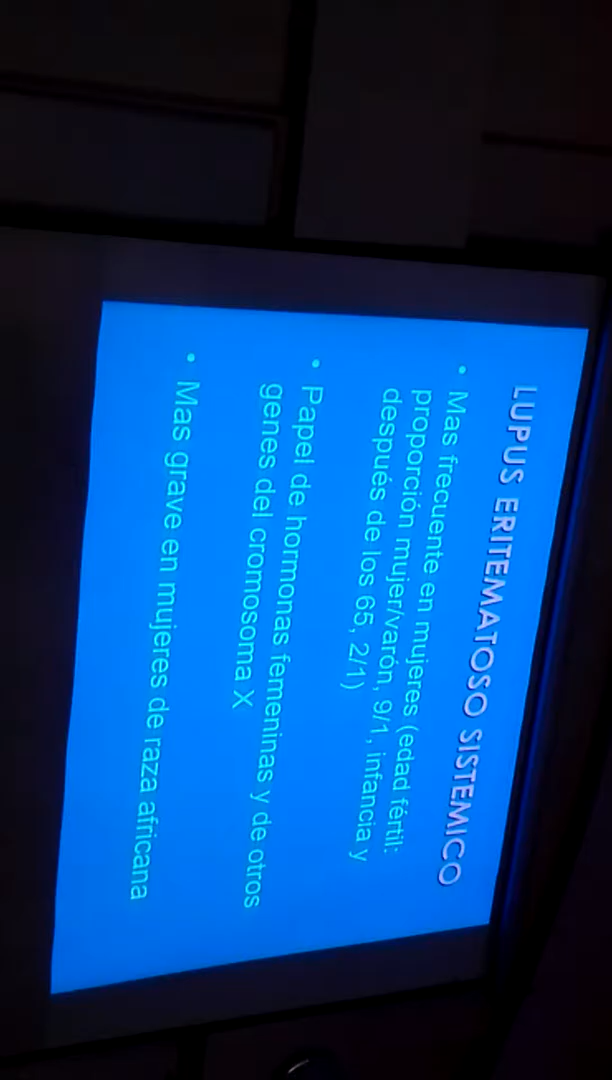 LUPUS ERITEMATOSO SISTEMICO
• Mas frecuente en mujeres (edad fértil:
proporción mujer/varón, 9/1, infancia y
después de los 65, 2/1)
• Papel de hormonas femeninas y de otros
genes del cromosoma X
• Mas grave en mujeres de raza africana